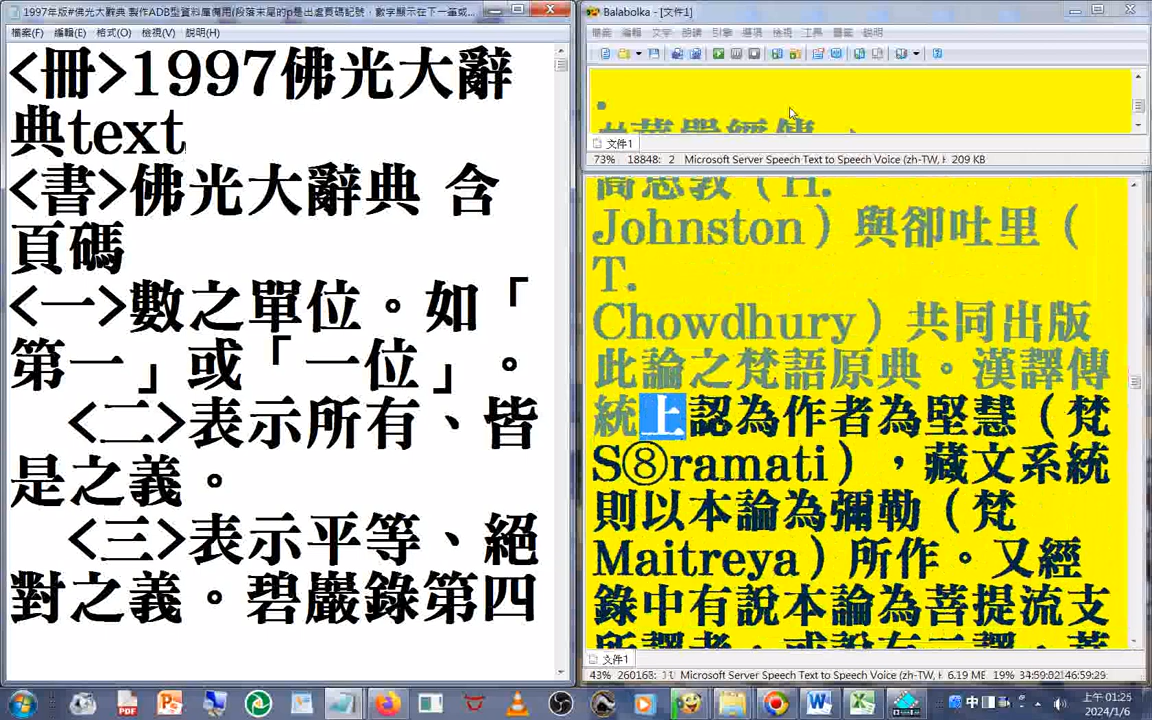 1997年版#佛光大辭典 製作ADB型資料庫備用(段落末尾的p是出處頁碼記號，數字顯示在下一筆或...
檔案(F) 編輯(E) 格式(O) 檢視(V) 說明(H)
<冊>1997佛光大辭
典text
<書>佛光大辭典 含
頁碼
<一>數之單位。如「
第一」或「一位」。
<二>表示所有、皆
是之義。
<三>表示平等、絕
對之義。碧巖錄第四
Balabolka - [文件1]
檔案 編輯 文字 朗讀 引擎 選項 檢視 工具 圖畫 說明
文件1
73% 18848: 2 Microsoft Server Speech Text to Speech Voice (zh-TW, H 209 KB
高思敦（H.
Johnston）與卻吐里（
T.
Chowdhury）共同出版
此論之梵語原典。漢譯傳
統上認為作者為堅慧（梵
S⑧ramati），藏文系統
則以本論為彌勒（梵
Maitreya）所作。又經
錄中有說本論為菩提流支
文件1
43% 260168: 11 Microsoft Server Speech Text to Speech Voice (zh-TW, H 6.19 MB 19% 34:59:02/46:59:29
中
上午 01:25
2024/1/6